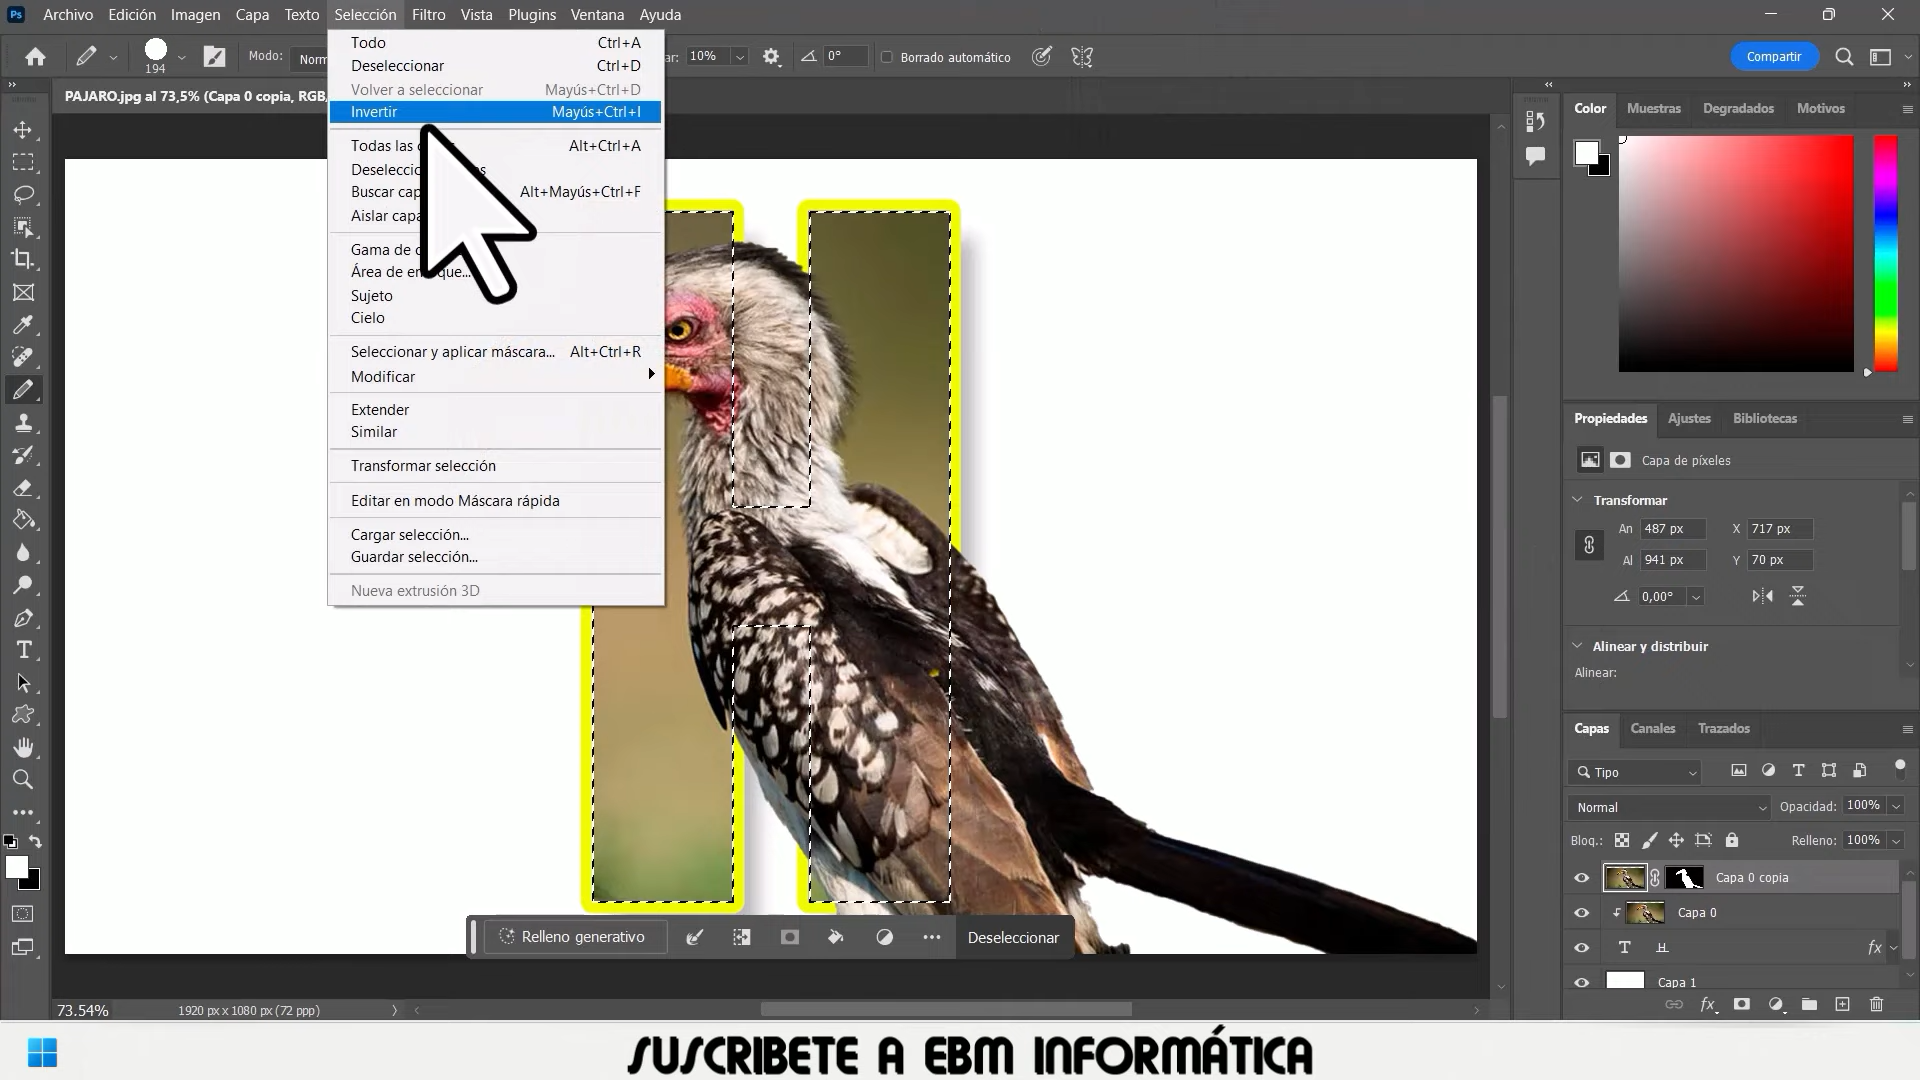 Ps Archivo Edición Imagen Capa Texto Selección Filtro Vista Plugins Ventana Ayuda
194 Modo: Norm ar: 10% 0° Borrado automático Compartir
PAJARO.jpg al 73,5% (Capa 0 copia, RGB/
Todo Ctrl+A
Deseleccionar Ctrl+D
Volver a seleccionar Mayús+Ctrl+D
Invertir Mayús+Ctrl+I
Todas las Alt+Ctrl+A
Buscar Alt+Mayús+Ctrl+F
Aislar
Gama de
Área de
Sujeto
Cielo
Seleccionar y aplicar máscara... Alt+Ctrl+R
Modificar
Extender
Similar
Transformar selección
Editar en modo Máscara rápida
Cargar selección...
Guardar selección...
Nueva extrusión 3D
Relleno generativo Deseleccionar
Color Muestras Degradados Motivos
Propiedades Ajustes Bibliotecas
Capa de píxeles
Transformar
An 487 px X 717 px
Al 941 px Y 70 px
0,00°
Alinear y distribuir
Alinear:
Capas Canales Trazados
Tipo
Normal Opacidad: 100%
Bloq.: Relleno: 100%
Capa 0 copia
Capa 0
T H fx
Capa 1
fx
73.54% 1920 px x 1080 px (72 ppp)
SUSCRIBETE A EBM INFORMÁTICA